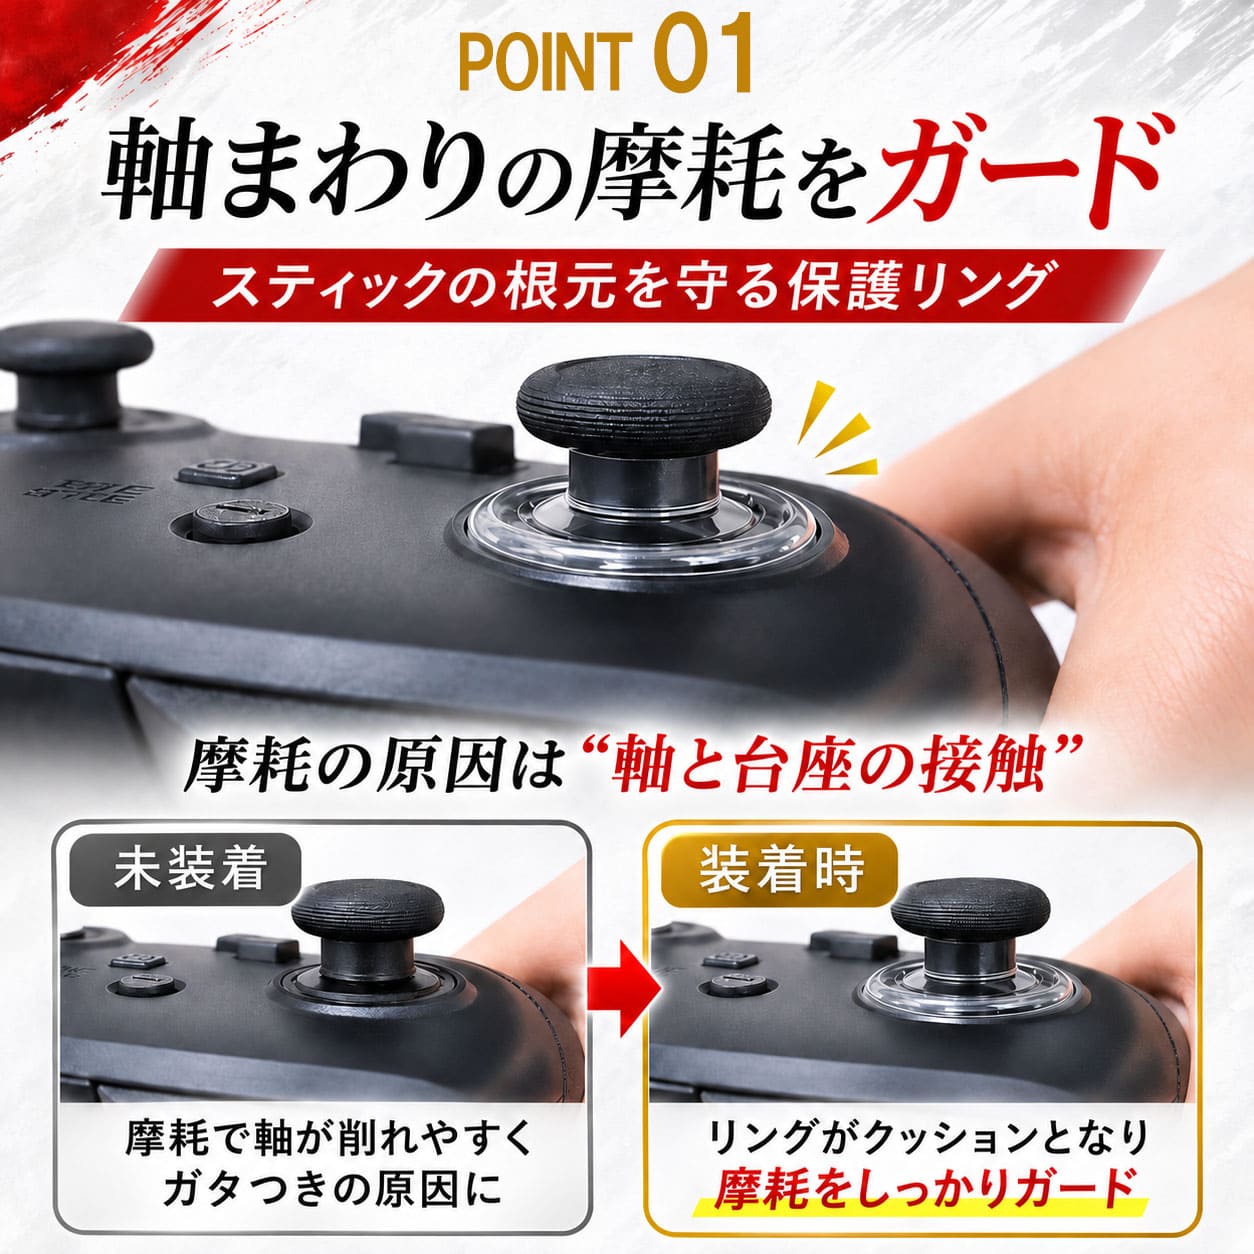 POINT 01
軸まわりの摩耗をガード
スティックの根元を守る保護リング
摩耗の原因は“軸と台座の接触”
未装着
摩耗で軸が削れやすく
ガタつきの原因に
装着時
リングがクッションとなり
摩耗をしっかりガード